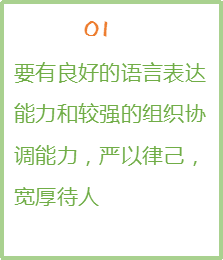 01
要有良好的语言表达
能力和较强的组织协
调能力，严以律己，
宽厚待人